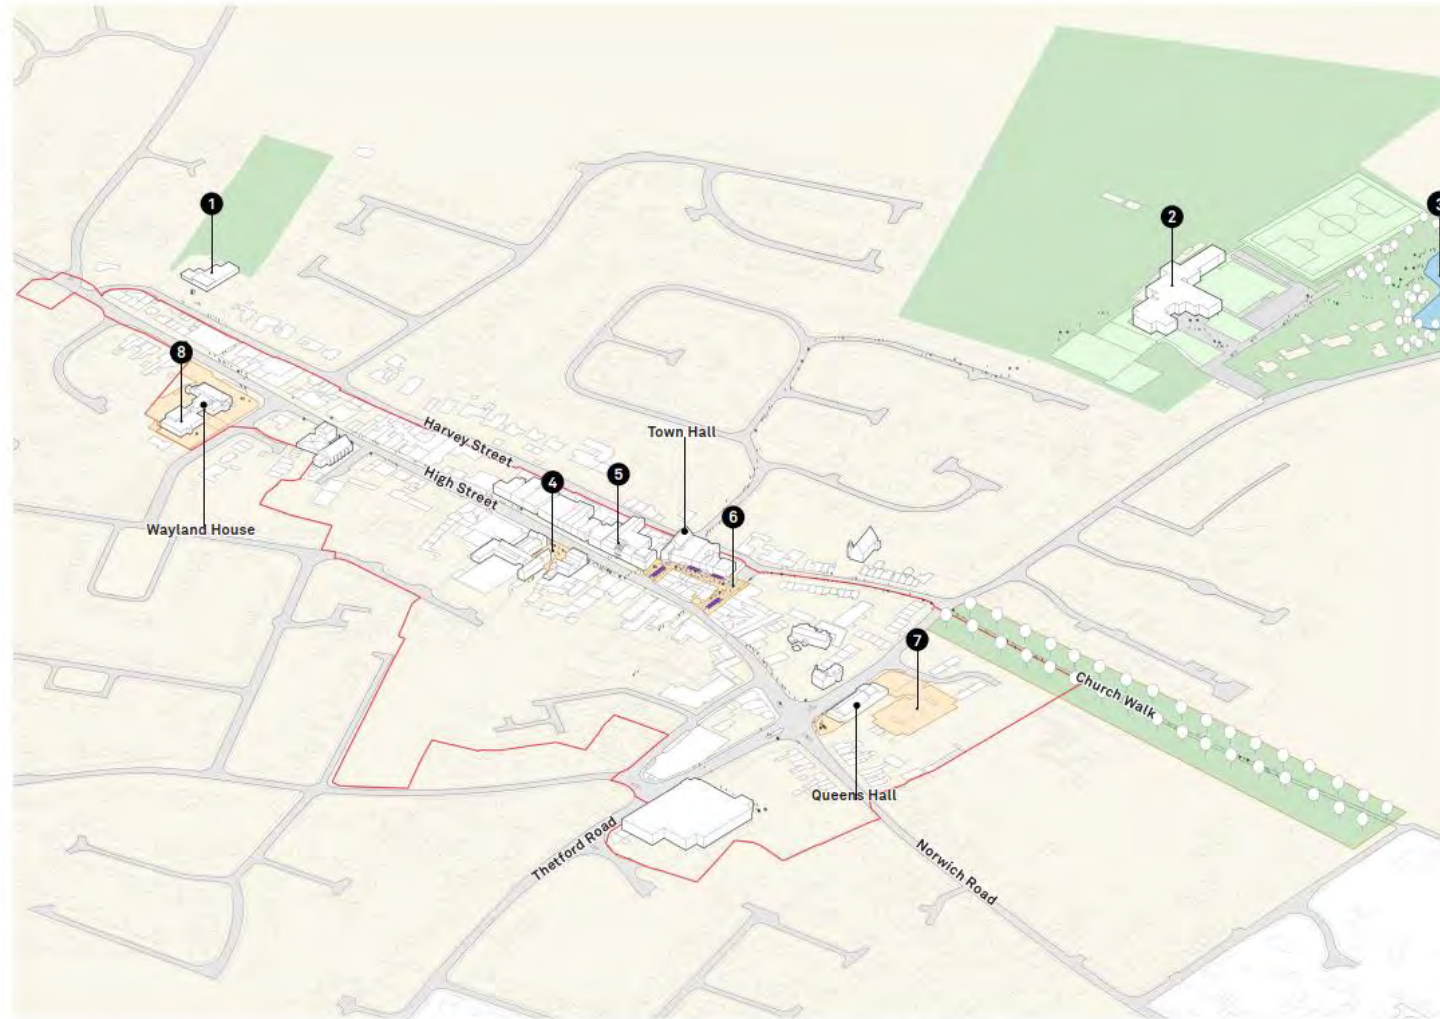 1
2
3
8
Harvey Street
Town Hall
High Street
5
4
6
Wayland House
7
Church Walk
Queens Hall
Thetford Road
Norwich Road